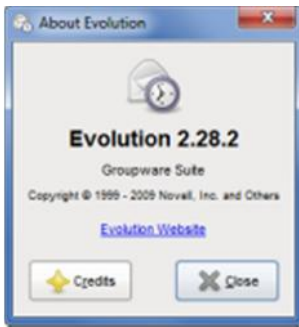 About Evolution
Evolution 2.28.2
Groupware Suite
Copyright © 1999 - 2009 Novell, Inc. and Others
Evolution Website
Credits
Close